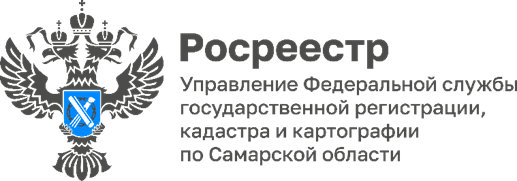 Росреестр
Управление Федеральной службы
государственной регистрации,
кадастра и картографии
по Самарской области